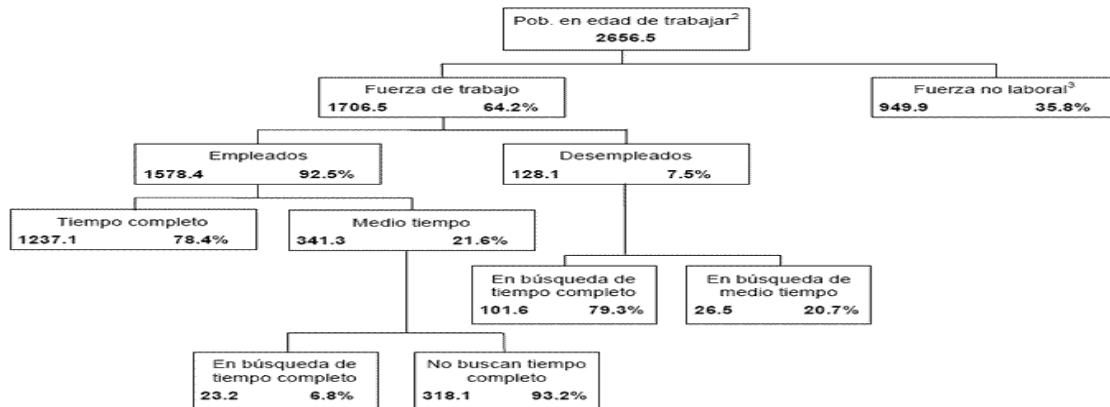 Pob. en edad de trabajar²
2656.5
Fuerza de trabajo
1706.5 64.2%
Fuerza no laboral³
949.9 35.8%
Empleados
1578.4 92.5%
Desempleados
128.1 7.5%
Tiempo completo
1237.1 78.4%
Medio tiempo
341.3 21.6%
En búsqueda de
tiempo completo
101.6 79.3%
En búsqueda de
medio tiempo
26.5 20.7%
En búsqueda de
tiempo completo
23.2 6.8%
No buscan tiempo
completo
318.1 93.2%